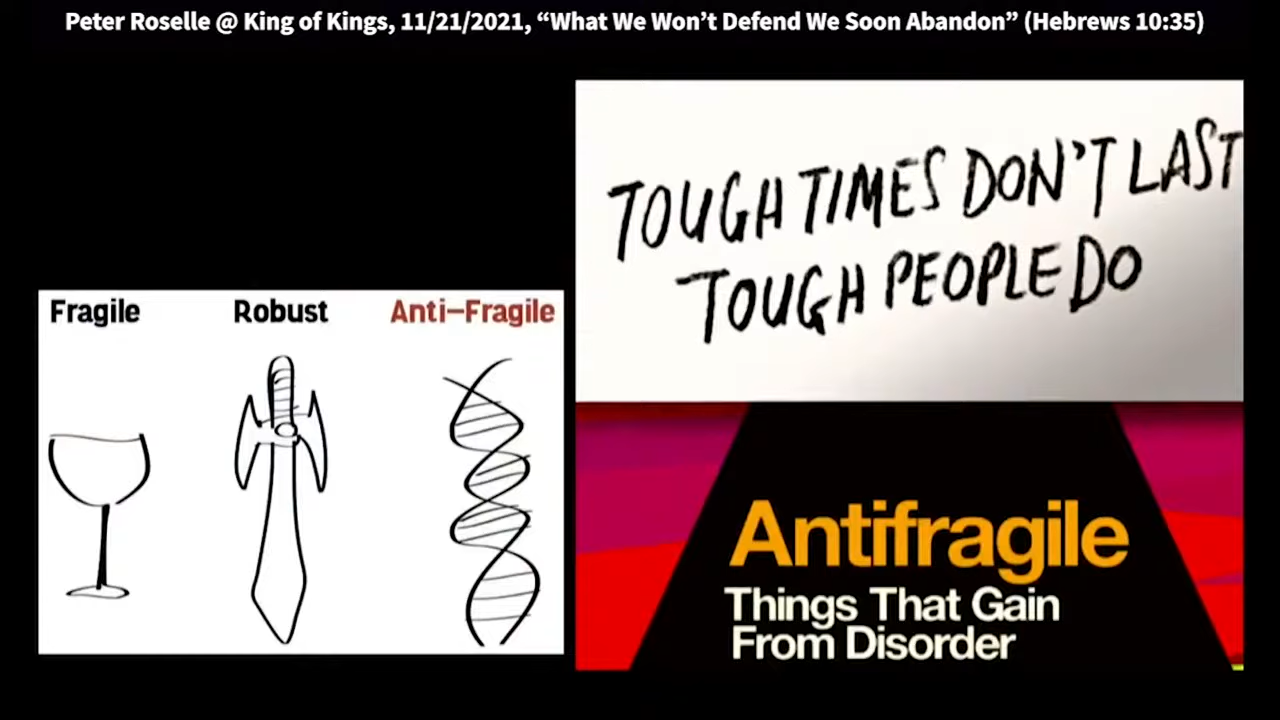 Peter Roselle @ King of Kings, 11/21/2021, “What We Won’t Defend We Soon Abandon” (Hebrews 10:35)
Fragile Robust Anti-Fragile
TOUGH TIMES DON'T LAST
TOUGH PEOPLE DO
Antifragile
Things That Gain
From Disorder